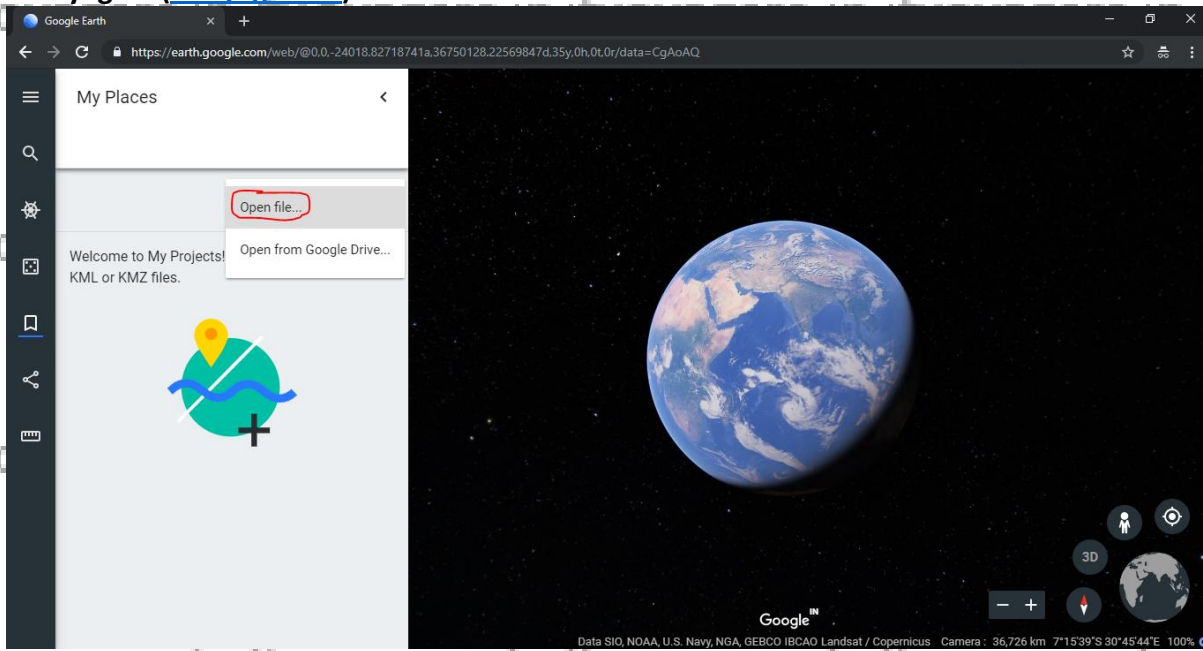 Google Earth
https://earth.google.com/web/@0,0,-24018.82718741a,36750128.22569847d,35y,0h,0t,0r/data=CgAoAQ
My Places
Open file...
Open from Google Drive...
Welcome to My Projects!
KML or KMZ files.
3D
Google IN
Data SIO, NOAA, U.S. Navy, NGA, GEBCO IBCAO Landsat / Copernicus Camera : 36,726 km 7°15'39"S 30°45'44"E 100%